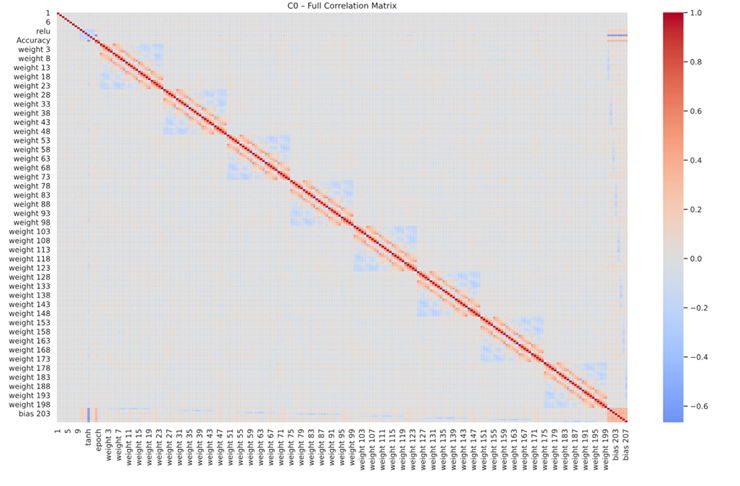 C0 – Full Correlation Matrix
1
6
relu
Accuracy
weight 3
weight 8
weight 13
weight 18
weight 23
weight 28
weight 33
weight 38
weight 43
weight 48
weight 53
weight 58
weight 63
weight 68
weight 73
weight 78
weight 83
weight 88
weight 93
weight 98
weight 103
weight 108
weight 113
weight 118
weight 123
weight 128
weight 133
weight 138
weight 143
weight 148
weight 153
weight 158
weight 163
weight 168
weight 173
weight 178
weight 183
weight 188
weight 193
weight 198
bias 203
1
5
9
tanh
epoch
weight 3
weight 7
weight 11
weight 15
weight 19
weight 23
weight 27
weight 31
weight 35
weight 39
weight 43
weight 47
weight 51
weight 55
weight 59
weight 63
weight 67
weight 71
weight 75
weight 79
weight 83
weight 87
weight 91
weight 95
weight 99
weight 103
weight 107
weight 111
weight 115
weight 119
weight 123
weight 127
weight 131
weight 135
weight 139
weight 143
weight 147
weight 151
weight 155
weight 159
weight 163
weight 167
weight 171
weight 175
weight 179
weight 183
weight 187
weight 191
weight 195
weight 199
bias 203
bias 207
1.0
0.8
0.6
0.4
0.2
0.0
−0.2
−0.4
−0.6